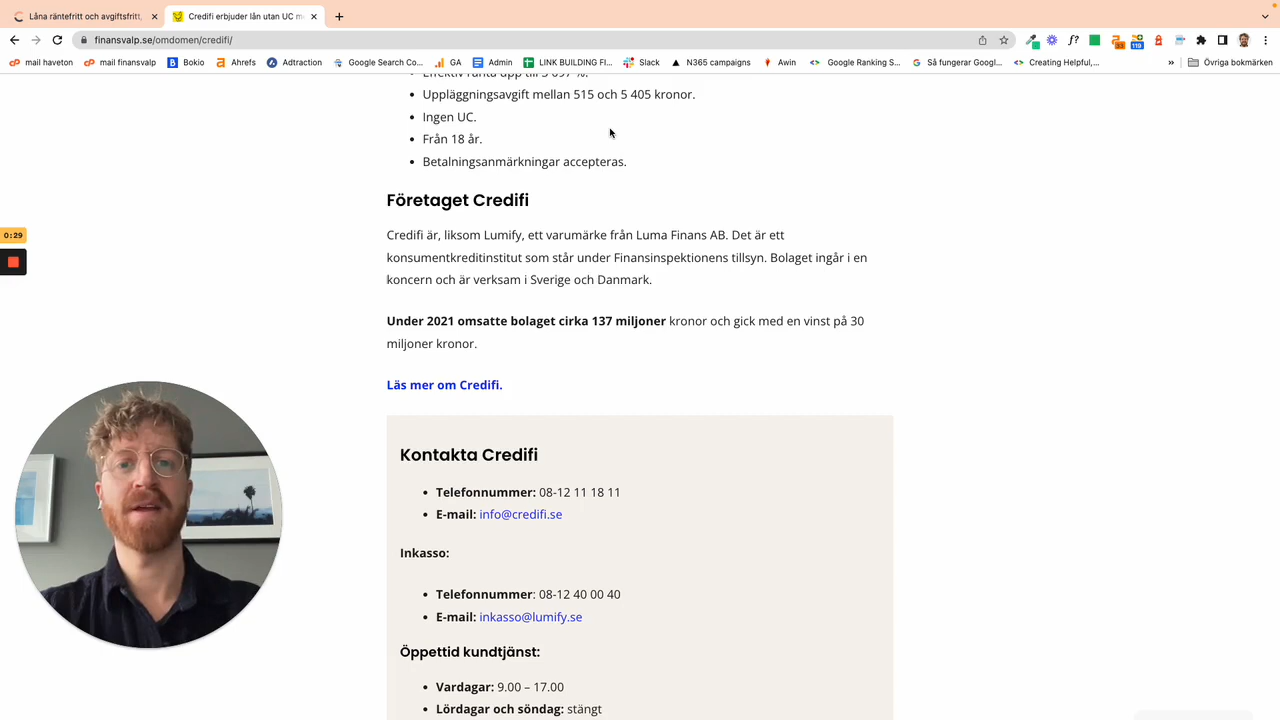 Låna räntefritt och avgiftsfritt,
Credifi erbjuder lån utan UC m
finansvalp.se/omdomen/credifi/
mail haveton
mail finansvalp
Bokio
Ahrefs
Adtraction
Google Search Co...
GA
Admin
LINK BUILDING FI...
Slack
N365 campaigns
Awin
Google Ranking S...
Så fungerar Googl...
Creating Helpful,...
»
Övriga bokmärken
Uppläggningsavgift mellan 515 och 5 405 kronor.
Ingen UC.
Från 18 år.
Betalningsanmärkningar accepteras.
Företaget Credifi
Credifi är, liksom Lumify, ett varumärke från Luma Finans AB. Det är ett
konsumentkreditinstitut som står under Finansinspektionens tillsyn. Bolaget ingår i en
koncern och är verksam i Sverige och Danmark.
Under 2021 omsatte bolaget cirka 137 miljoner kronor och gick med en vinst på 30
miljoner kronor.
Läs mer om Credifi.
0:29
Kontakta Credifi
Telefonnummer: 08-12 11 18 11
E-mail: info@credifi.se
Inkasso:
Telefonnummer: 08-12 40 00 40
E-mail: inkasso@lumify.se
Öppettid kundtjänst:
Vardagar: 9.00 – 17.00
Lördagar och söndag: stängt